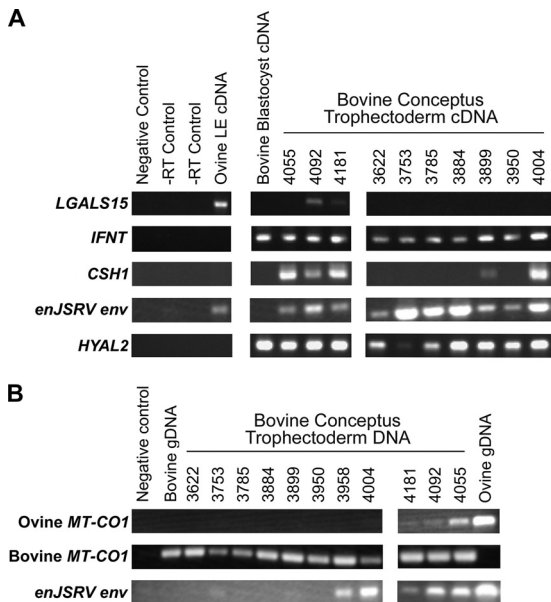 A
Negative Control
-RT Control
-RT Control
Ovine LE cDNA
Bovine Blastocyst cDNA
Bovine Conceptus
Trophectoderm cDNA
4055
4092
4181
3622
3753
3785
3884
3899
3950
4004
LGALS15
IFNT
CSH1
enJSRV env
HYAL2
B
Negative control
Bovine gDNA
Bovine Conceptus
Trophectoderm DNA
3622
3753
3785
3884
3899
3950
3958
4004
4181
4092
4055
Ovine gDNA
Ovine MT-CO1
Bovine MT-CO1
enJSRV env